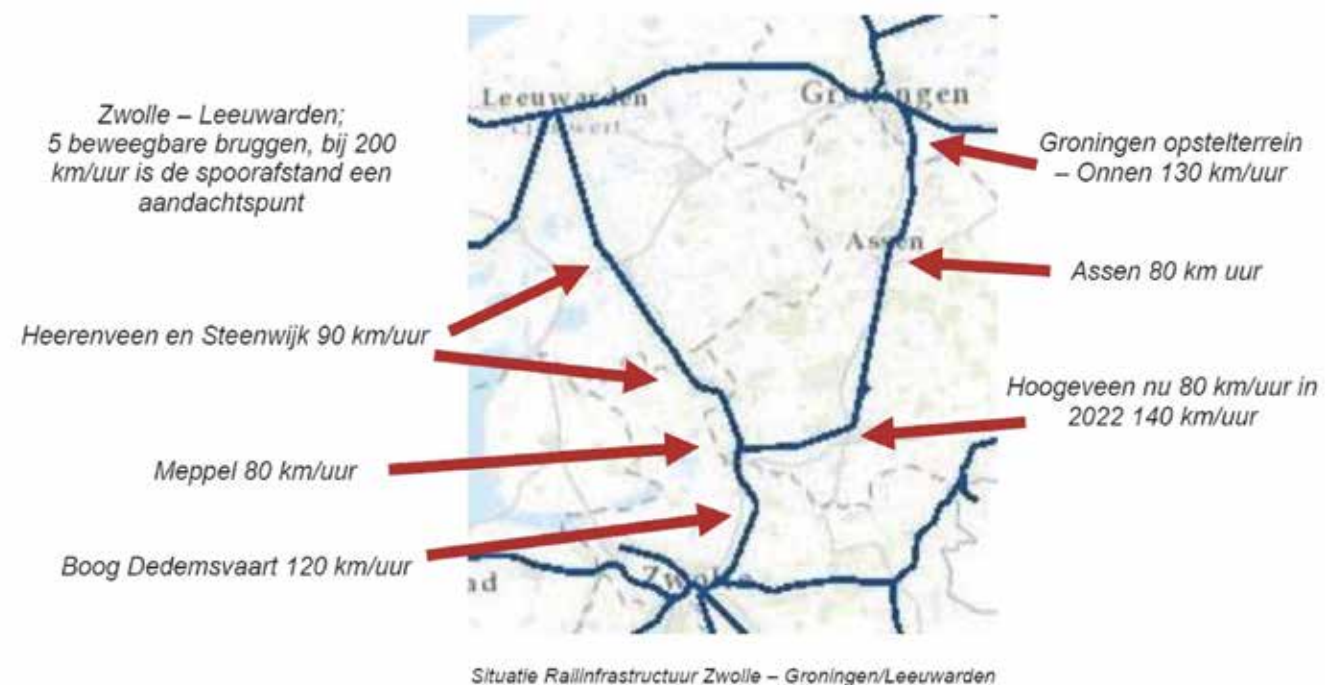 Zwolle – Leeuwarden;
5 beweegbare bruggen, bij 200
km/uur is de spoorafstand een
aandachtspunt
Heerenveen en Steenwijk 90 km/uur
Meppel 80 km/uur
Boog Dedemsvaart 120 km/uur
Leeuwarden
Groningen
Assen
Zwolle
ad
Groningen opstelterrein
– Onnen 130 km/uur
Assen 80 km uur
Hoogeveen nu 80 km/uur in
2022 140 km/uur
Situatie Railinfrastructuur Zwolle – Groningen/Leeuwarden